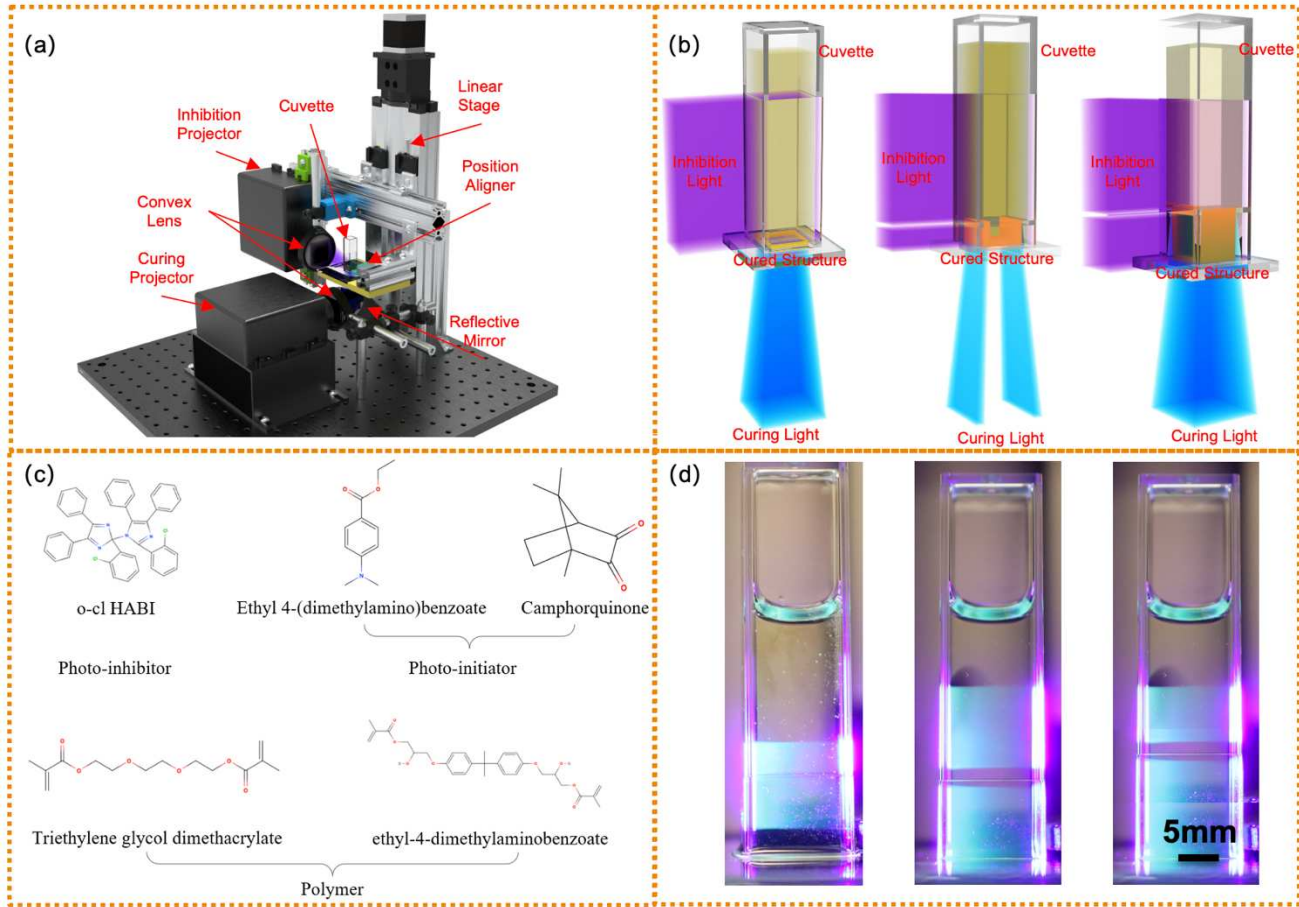 (a)
Inhibition
Projector
Cuvette
Linear
Stage
Position
Aligner
Convex
Lens
Curing
Projector
Reflective
Mirror
(b)
Cuvette
Cuvette
Cuvette
Inhibition
Light
Inhibition
Light
Inhibition
Light
Cured Structure
Cured Structure
Cured Structure
Curing Light
Curing Light
Curing Light
(c)
o-cl HABI
Ethyl 4-(dimethylamino)benzoate
Camphorquinone
Photo-inhibitor
Photo-initiator
Triethylene glycol dimethacrylate
ethyl-4-dimethylaminobenzoate
Polymer
(d)
5mm